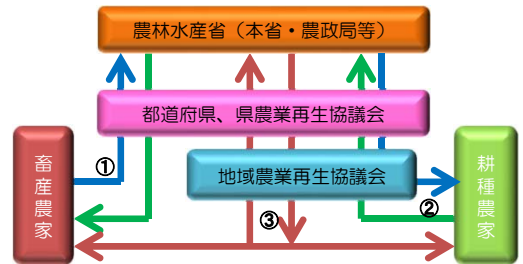 農林水産省（本省・農政局等）
都道府県、県農業再生協議会
地域農業再生協議会
畜産農家
①
耕種農家
②
③